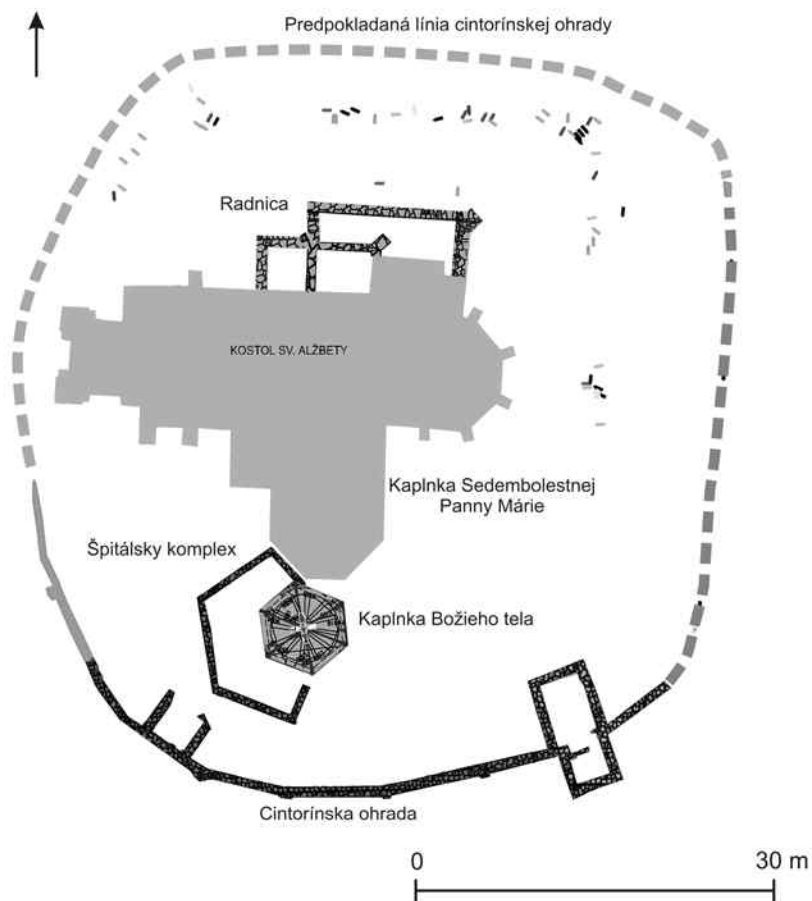 Predpokladaná línia cintorínskej ohrady
Radnica
KOSTOL SV. ALŽBETY
Kaplnka Sedembolestnej
Panny Márie
Špitálsky komplex
Kaplnka Božieho tela
Cintorínska ohrada
0 30 m